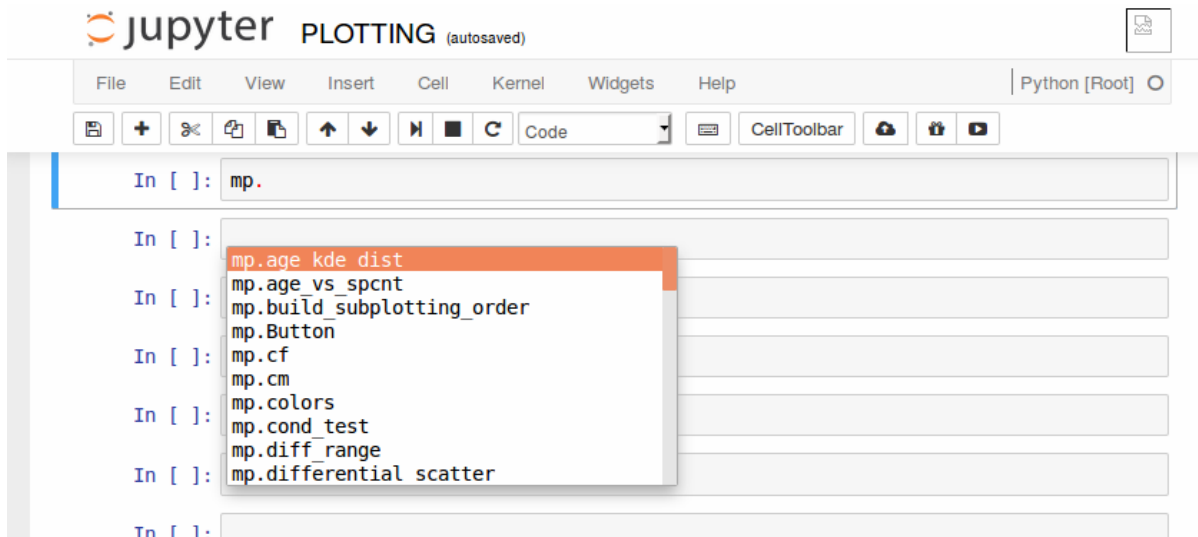 jupyter PLOTTING (autosaved)
File Edit View Insert Cell Kernel Widgets Help Python [Root]
Code CellToolbar
In [ ]: mp.
In [ ]:
mp.age_kde_dist
mp.age_vs_spcnt
In [ ]:
mp.build_subplotting_order
mp.Button
In [ ]: mp.cf
mp.cm
mp.colors
In [ ]:
mp.cond_test
mp.diff_range
In [ ]: mp.differential_scatter
In [ ]: